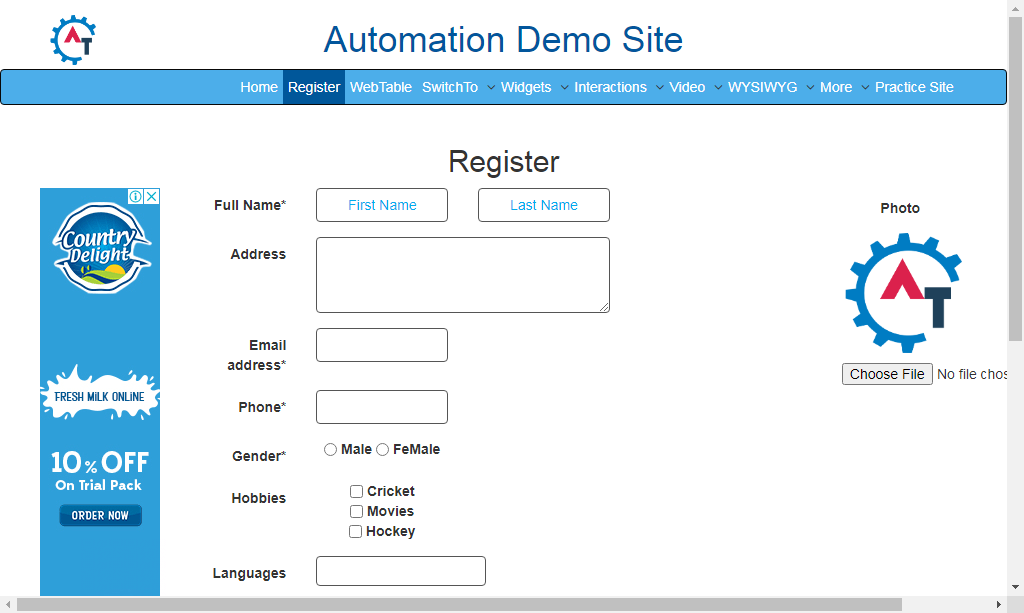 AT
Automation Demo Site
Home Register WebTable SwitchTo Widgets Interactions Video WYSIWYG More Practice Site
Register
Country
Delight
FRESH MILK ONLINE
10% OFF
On Trial Pack
ORDER NOW
Full Name* First Name Last Name
Address
Email
address*
Phone*
Gender* Male FeMale
Hobbies Cricket
Movies
Hockey
Languages
Photo
AT
Choose File No file chos